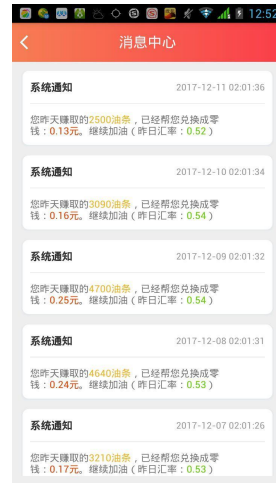 12:52
消息中心
系统通知 2017-12-11 02:01:36
您昨天赚取的2500油条，已经帮您兑换成零
钱：0.13元。继续加油（昨日汇率：0.52）
系统通知 2017-12-10 02:01:34
您昨天赚取的3090油条，已经帮您兑换成零
钱：0.16元。继续加油（昨日汇率：0.54）
系统通知 2017-12-09 02:01:32
您昨天赚取的4700油条，已经帮您兑换成零
钱：0.25元。继续加油（昨日汇率：0.54）
系统通知 2017-12-08 02:01:31
您昨天赚取的4640油条，已经帮您兑换成零
钱：0.24元。继续加油（昨日汇率：0.53）
系统通知 2017-12-07 02:01:26
您昨天赚取的3210油条，已经帮您兑换成零
钱：0.17元。继续加油（昨日汇率：0.53）